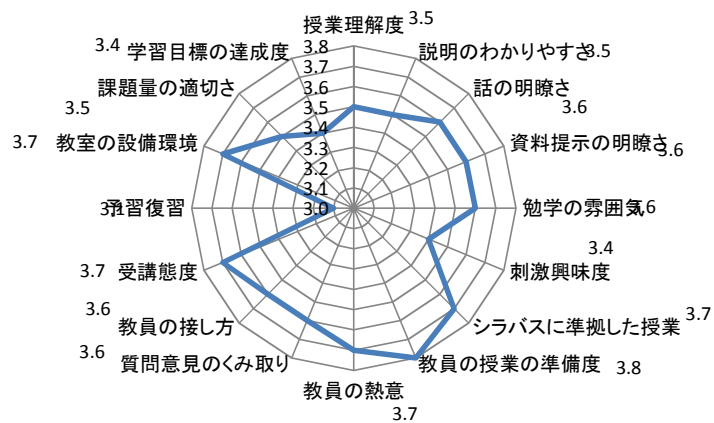 授業理解度 3.5
説明のわかりやすさ 3.5
話の明瞭さ 3.6
資料提示の明瞭さ 3.6
勉学の雰囲気 3.6
刺激興味度 3.4
シラバスに準拠した授業 3.7
教員の授業の準備度 3.8
教員の熱意 3.7
質問意見のくみ取り 3.6
教員の接し方 3.6
受講態度 3.7
予習復習 3.1
教室の設備環境 3.7
課題量の適切さ 3.5
学習目標の達成度 3.4
3.8
3.7
3.6
3.5
3.4
3.3
3.2
3.1
3.0